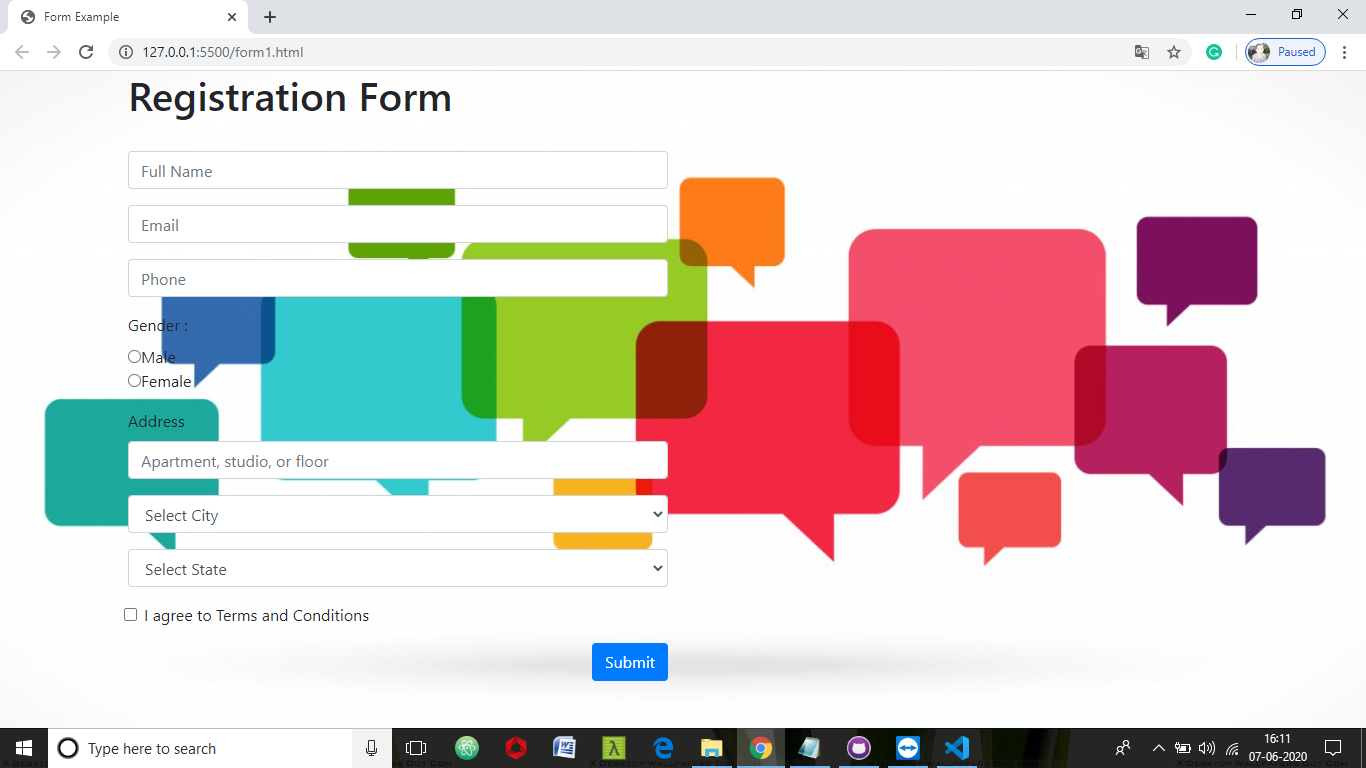 Form Example
127.0.0.1:5500/form1.html
Paused
Registration Form
Full Name
Email
Phone
Gender :
Male
Female
Address
Apartment, studio, or floor
Select City
Select State
I agree to Terms and Conditions
Submit
Type here to search
16:11
07-06-2020